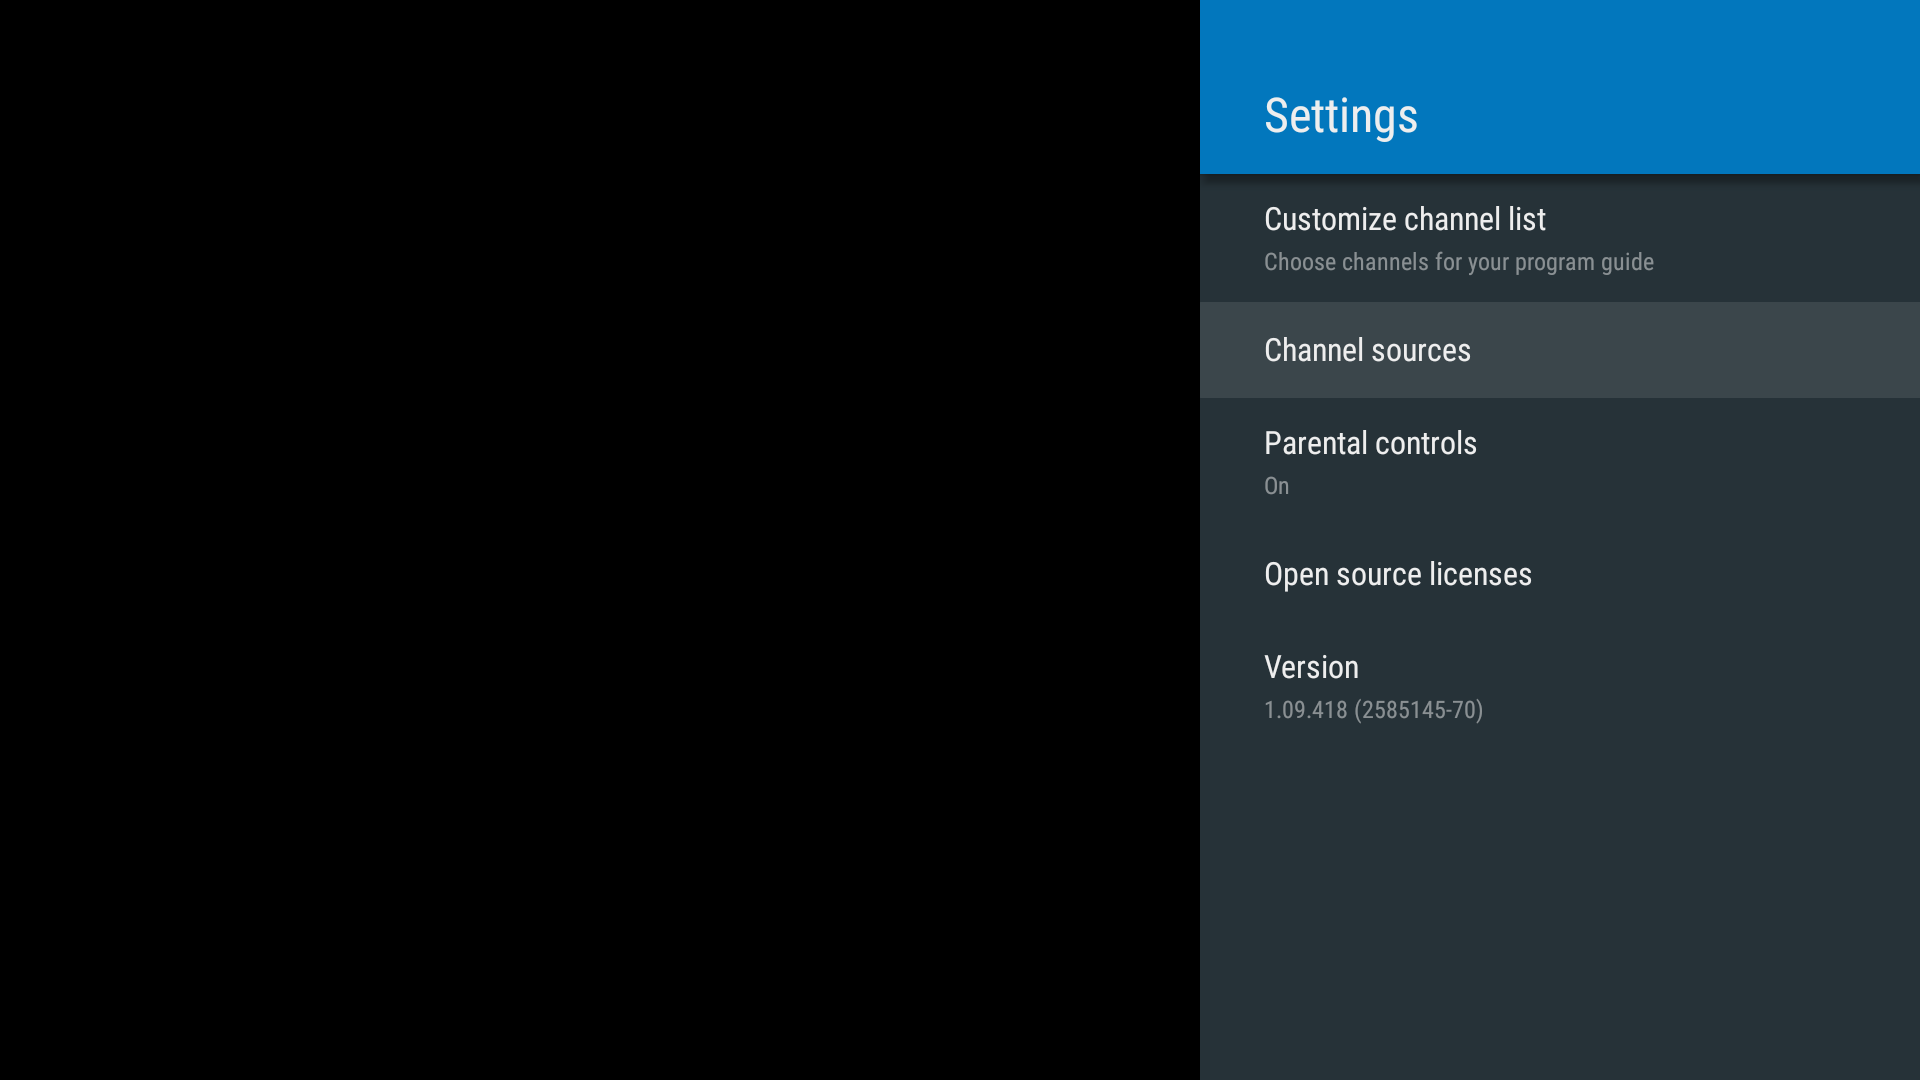 Settings
Customize channel list
Choose channels for your program guide
Channel sources
Parental controls
On
Open source licenses
Version
1.09.418 (2585145-70)